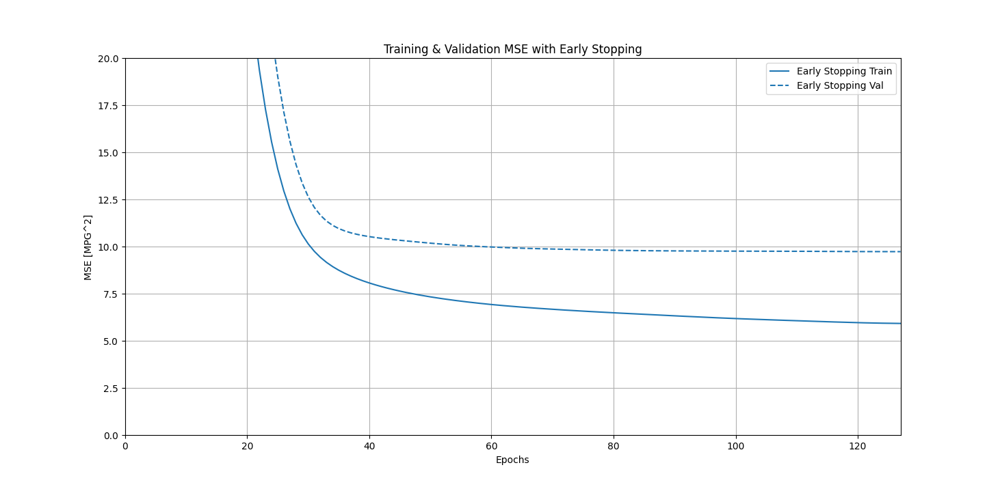 Training & Validation MSE with Early Stopping
Early Stopping Train
Early Stopping Val
MSE [MPG^2]
20.0
17.5
15.0
12.5
10.0
7.5
5.0
2.5
0.0
0 20 40 60 80 100 120
Epochs